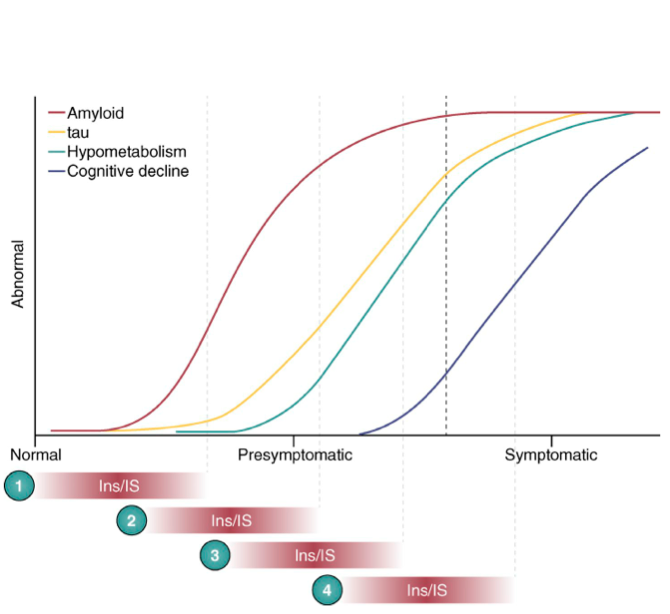 Amyloid
tau
Hypometabolism
Cognitive decline
Abnormal
Normal
Presymptomatic
Symptomatic
1 Ins/IS
2 Ins/IS
3 Ins/IS
4 Ins/IS